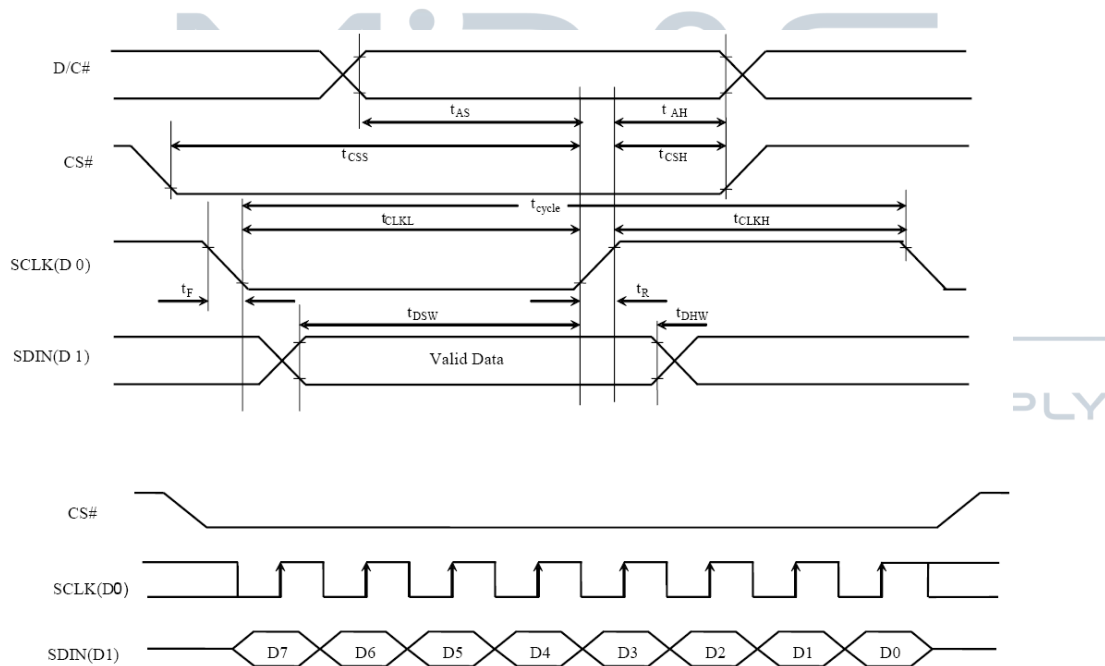 D/C#
tAS
tAH
CS#
tCSS
tCSH
tcycle
tCLKL
tCLKH
SCLK(D 0)
tF
tR
tDSW
tDHW
SDIN(D 1)
Valid Data
PLY
CS#
SCLK(D0)
SDIN(D1)
D7 D6 D5 D4 D3 D2 D1 D0